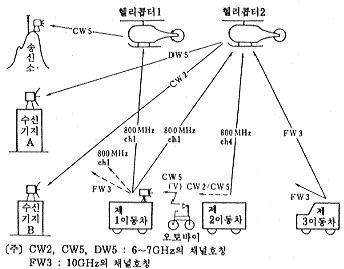 헬리콥터1
헬리콥터2
CW5
DW5
송신소
CW2
수신기지
A
800MHz
ch1
800MHz
ch1
800MHz
ch4
FW3
800MHz
ch1
FW3
CW5
(V)
CW2/CW5
FW3
수신기지
B
제
1이동차
오토바이
제
2이동차
제
3이동차
(주) CW2, CW5, DW5 : 6~7GHz의 채널호칭
FW3 : 10GHz의 채널호칭